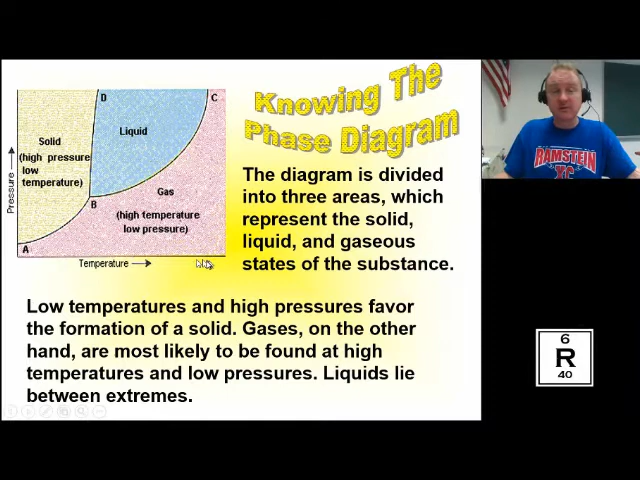 Knowing The
Phase Diagram
D
C
Solid
(high pressure
low
temperature)
Liquid
Gas
(high temperature
low pressure)
B
A
Pressure
Temperature
The diagram is divided
into three areas, which
represent the solid,
liquid, and gaseous
states of the substance.
Low temperatures and high pressures favor
the formation of a solid. Gases, on the other
hand, are most likely to be found at high
temperatures and low pressures. Liquids lie
between extremes.
RAMSTEIN
XC
6
R
40